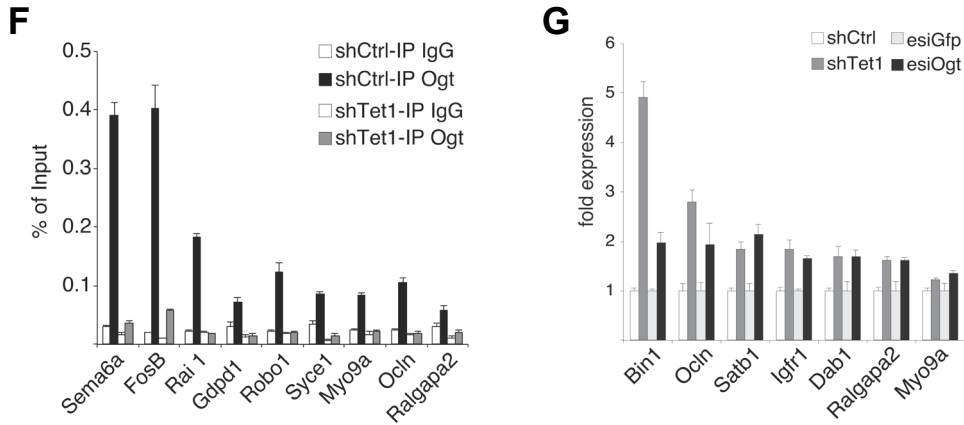 F
shCtrl-IP IgG
shCtrl-IP Ogt
shTet1-IP IgG
shTet1-IP Ogt
% of Input
0.5
0.4
0.3
0.2
0.1
Sema6a
FosB
Rai 1
Gdpd1
Robo1
Syce1
Myo9a
Ocln
Ralgapa2
G
shCtrl
esiGfp
shTet1
esiOgt
fold expression
6
5
4
3
2
1
Bin1
Ocln
Satb1
Igfr1
Dab1
Ralgapa2
Myo9a